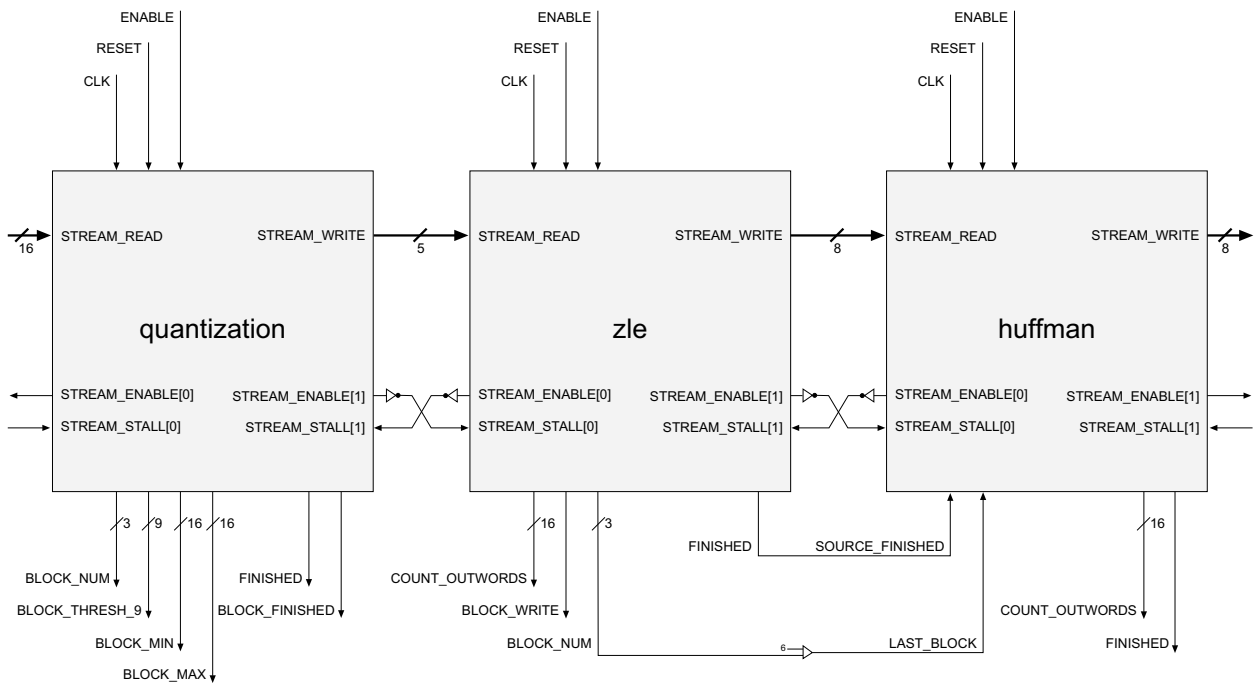 ENABLE ENABLE ENABLE
RESET RESET RESET
CLK CLK CLK
STREAM_READ STREAM_WRITE STREAM_READ STREAM_WRITE STREAM_READ STREAM_WRITE
16 5 8 8
quantization zle huffman
STREAM_ENABLE[0] STREAM_ENABLE[1] STREAM_ENABLE[0] STREAM_ENABLE[1] STREAM_ENABLE[0] STREAM_ENABLE[1]
STREAM_STALL[0] STREAM_STALL[1] STREAM_STALL[0] STREAM_STALL[1] STREAM_STALL[0] STREAM_STALL[1]
3 9 16 16 16 3 16
FINISHED SOURCE_FINISHED
BLOCK_NUM FINISHED COUNT_OUTWORDS
BLOCK_THRESH_9 BLOCK_FINISHED BLOCK_WRITE COUNT_OUTWORDS
BLOCK_MIN BLOCK_NUM 6 LAST_BLOCK FINISHED
BLOCK_MAX